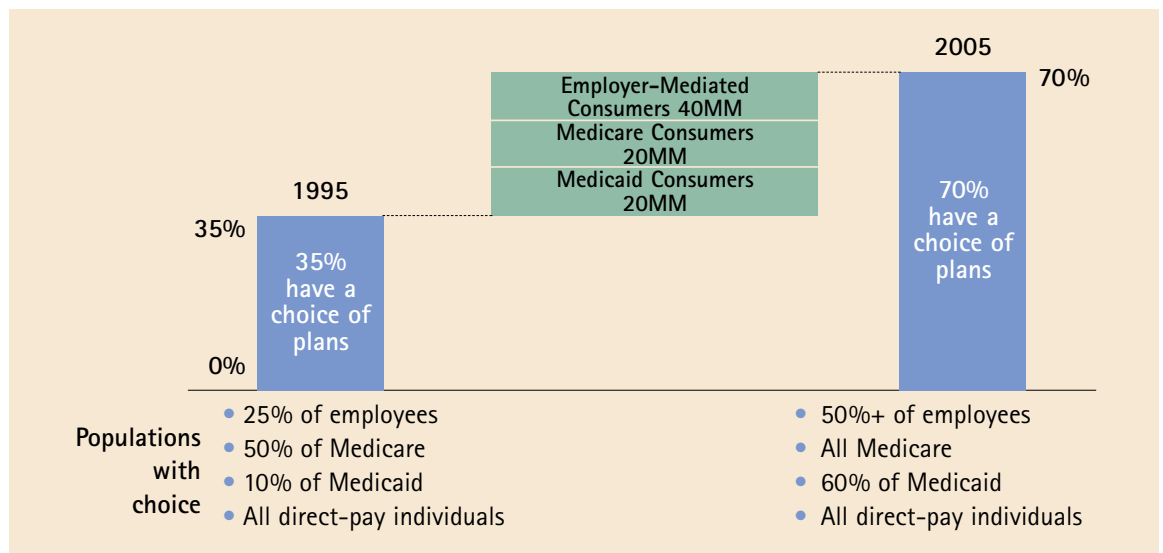 2005
70%
Employer-Mediated
Consumers 40MM
Medicare Consumers
20MM
Medicaid Consumers
20MM
1995
35%
35%
have a
choice of
plans
70%
have a
choice of
plans
0%
Populations
with
choice
• 25% of employees
• 50% of Medicare
• 10% of Medicaid
• All direct-pay individuals
• 50%+ of employees
• All Medicare
• 60% of Medicaid
• All direct-pay individuals